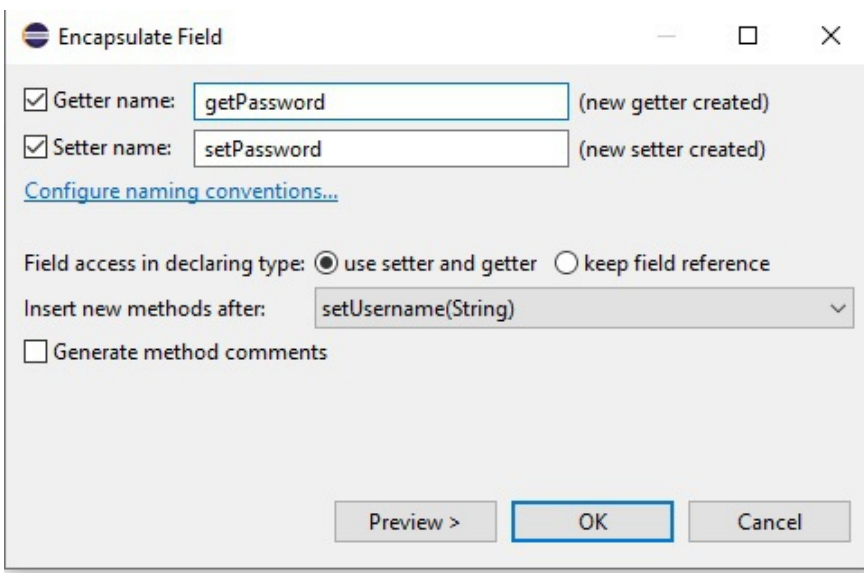 Encapsulate Field
Getter name: getPassword (new getter created)
Setter name: setPassword (new setter created)
Configure naming conventions...
Field access in declaring type: use setter and getter keep field reference
Insert new methods after: setUsername(String)
Generate method comments
Preview > OK Cancel